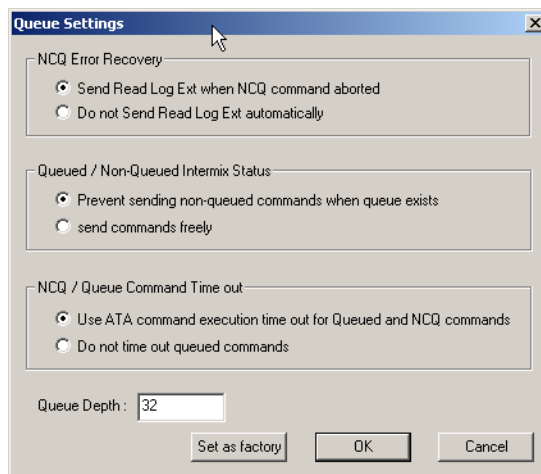 Queue Settings
NCQ Error Recovery
Send Read Log Ext when NCQ command aborted
Do not Send Read Log Ext automatically
Queued / Non-Queued Intermix Status
Prevent sending non-queued commands when queue exists
send commands freely
NCQ / Queue Command Time out
Use ATA command execution time out for Queued and NCQ commands
Do not time out queued commands
Queue Depth : 32
Set as factory OK Cancel